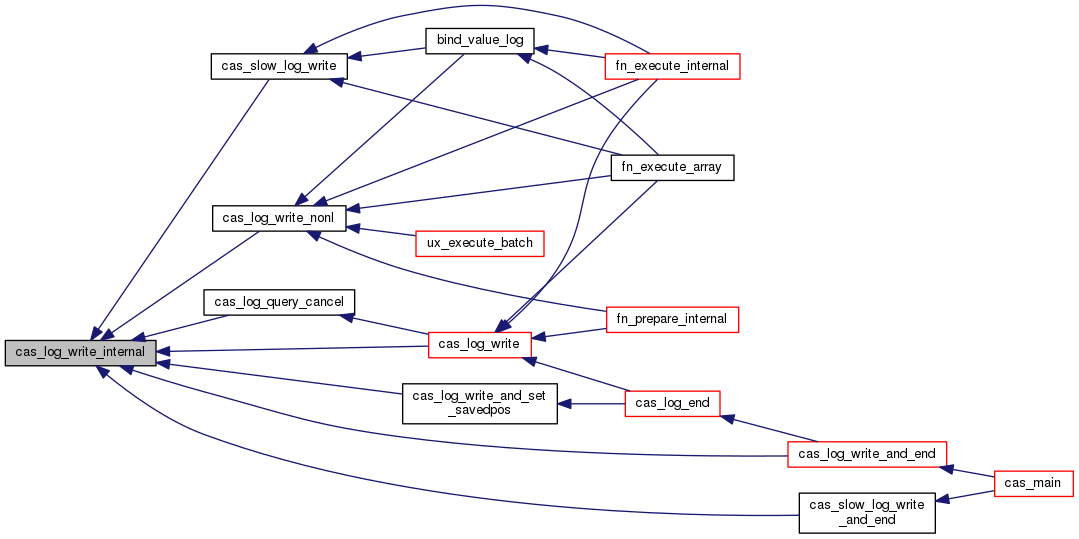 bind_value_log
cas_slow_log_write
fn_execute_internal
fn_execute_array
cas_log_write_nonl
ux_execute_batch
cas_log_query_cancel
fn_prepare_internal
cas_log_write_internal
cas_log_write
cas_log_write_and_set
_savedpos
cas_log_end
cas_log_write_and_end
cas_main
cas_slow_log_write
_and_end